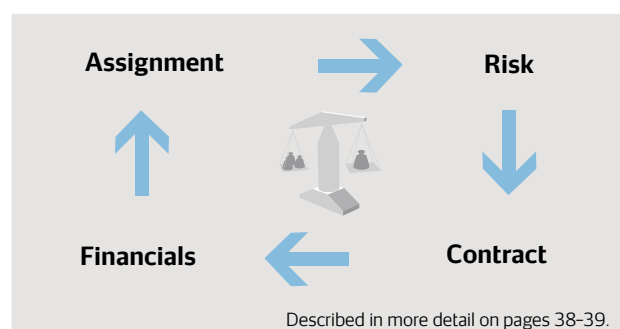 Assignment
Risk
Financials
Contract
Described in more detail on pages 38–39.